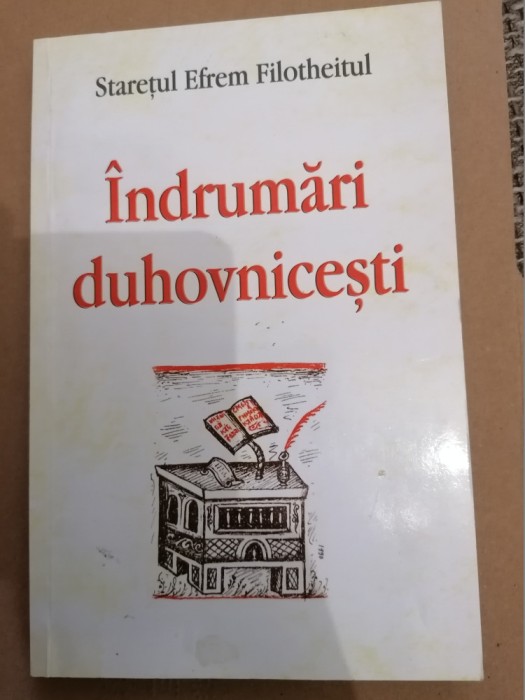 Starețul Efrem Filotheitul
Îndrumări
duhovnicești